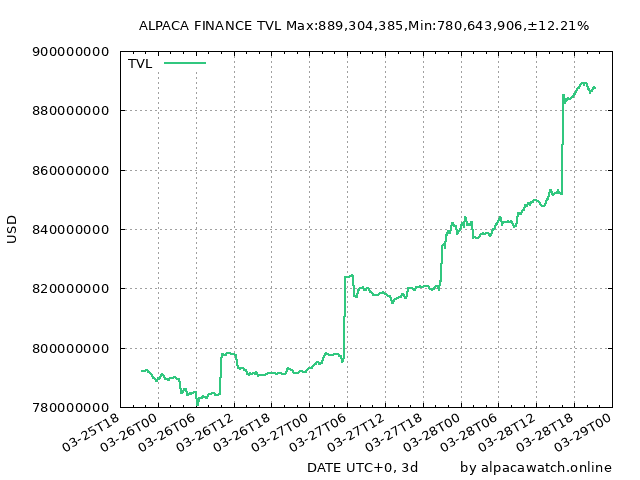 ALPACA FINANCE TVL Max:889,304,385,Min:780,643,906,±12.21%
TVL
900000000
880000000
860000000
840000000
820000000
800000000
780000000
USD
03-25T18
03-26T00
03-26T06
03-26T12
03-26T18
03-27T00
03-27T06
03-27T12
03-27T18
03-28T00
03-28T06
03-28T12
03-28T18
03-29T00
DATE UTC+0, 3d
by alpacawatch.online